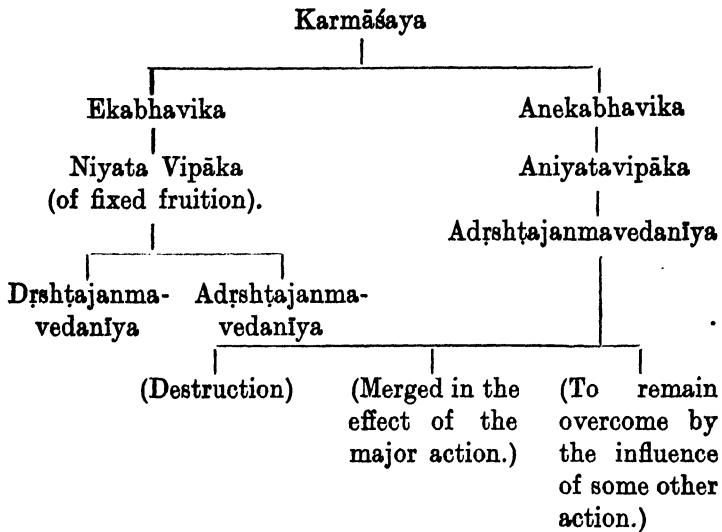 Karmāśaya
Ekabhavika
Anekabhavika
Niyata Vipāka
(of fixed fruition).
Aniyatavipāka
Adṛshṭajanmavedanīya
Dṛshṭajanma-
vedanīya
Adṛshṭajanma-
vedanīya
(Destruction)
(Merged in the
effect of the
major action.)
(To remain
overcome by
the influence
of some other
action.)